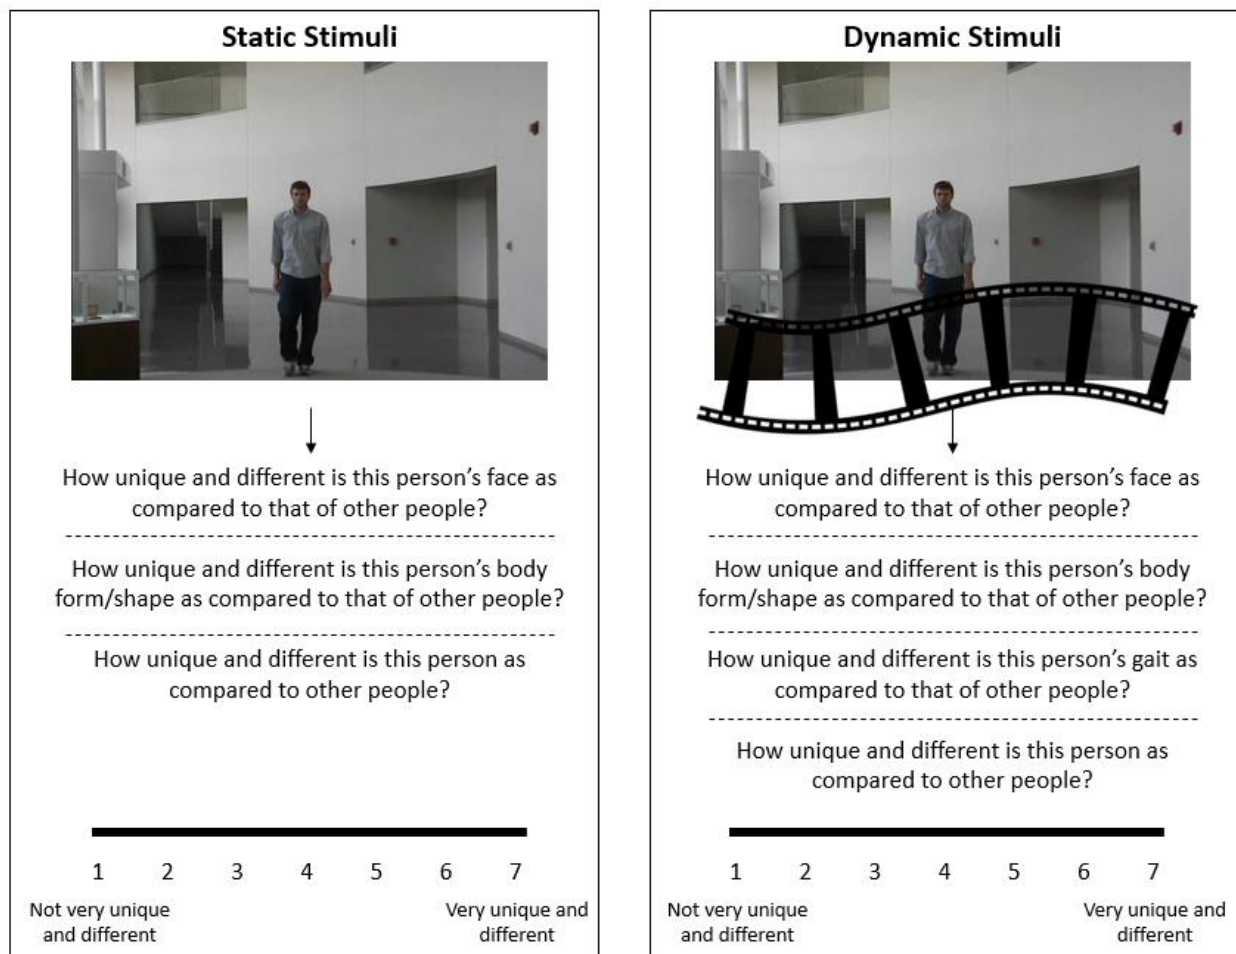 Static Stimuli
How unique and different is this person’s face as
compared to that of other people?
How unique and different is this person’s body
form/shape as compared to that of other people?
How unique and different is this person as
compared to other people?
1 2 3 4 5 6 7
Not very unique
and different
Very unique and
different
Dynamic Stimuli
How unique and different is this person’s face as
compared to that of other people?
How unique and different is this person’s body
form/shape as compared to that of other people?
How unique and different is this person’s gait as
compared to that of other people?
How unique and different is this person as
compared to other people?
1 2 3 4 5 6 7
Not very unique
and different
Very unique and
different